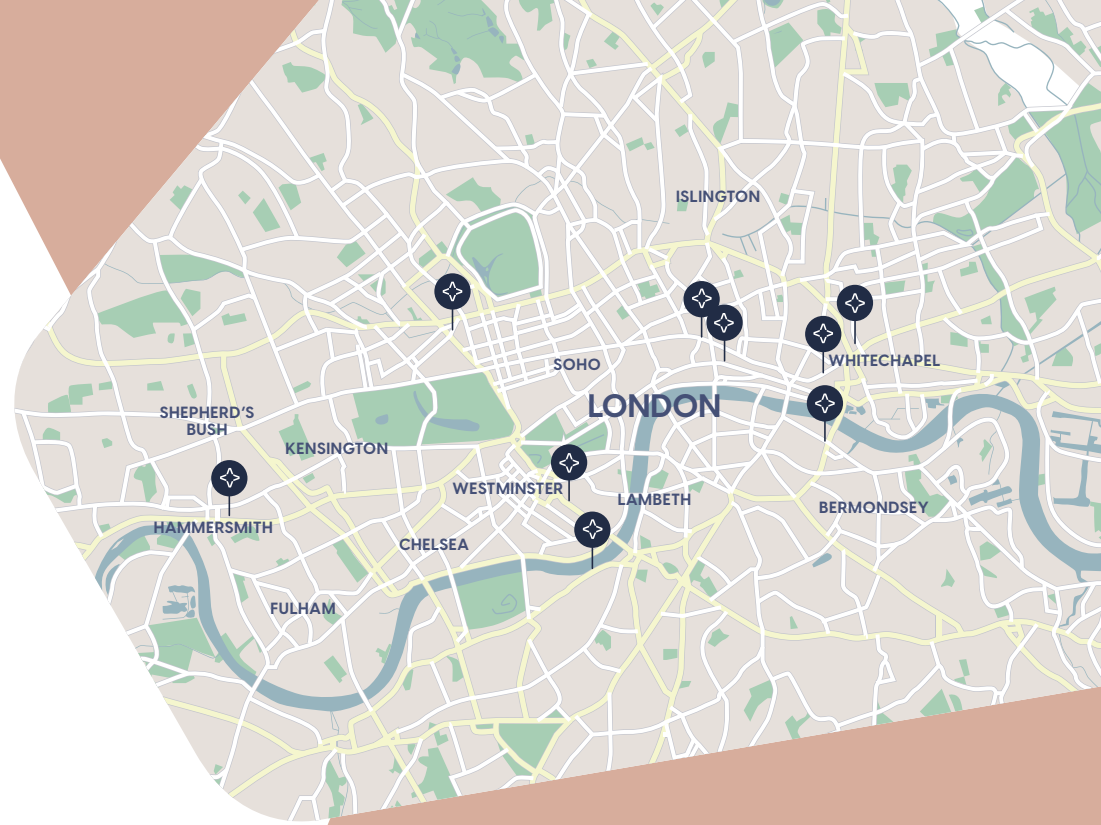 ISLINGTON
SOHO
WHITECHAPEL
LONDON
SHEPHERD'S
BUSH
KENSINGTON
WESTMINSTER
LAMBETH
BERMONDSEY
HAMMERSMITH
CHELSEA
FULHAM